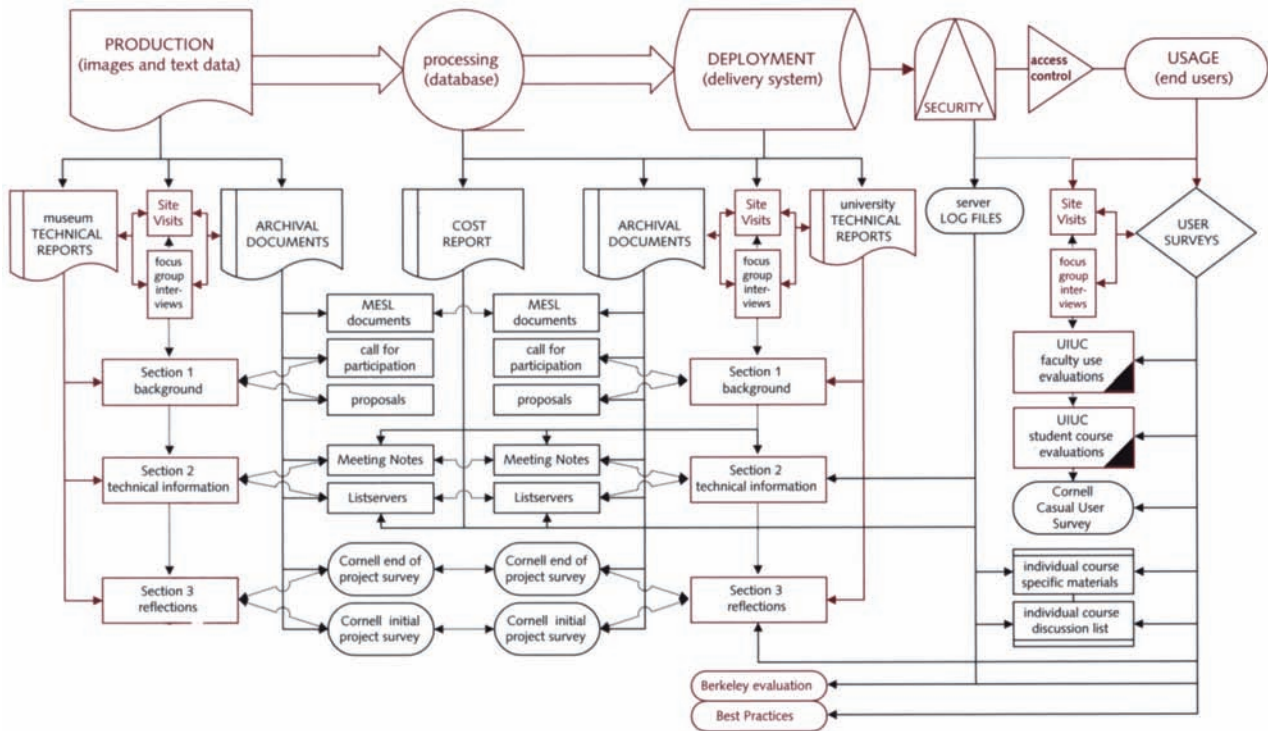 PRODUCTION
(images and text data)
processing
(database)
DEPLOYMENT
(delivery system)
SECURITY
access
control
USAGE
(end users)
museum
TECHNICAL
REPORTS
Site
Visits
focus
group
inter-
views
ARCHIVAL
DOCUMENTS
COST
REPORT
ARCHIVAL
DOCUMENTS
Site
Visits
focus
group
inter-
views
university
TECHNICAL
REPORTS
server
LOG FILES
Site
Visits
focus
group
inter-
views
USER
SURVEYS
MESL
documents
MESL
documents
call for
participation
call for
participation
proposals
proposals
Section 1
background
Section 1
background
UIUC
faculty use
evaluations
UIUC
student course
evaluations
Meeting Notes
Meeting Notes
Section 2
technical information
Section 2
technical information
Listservers
Listservers
Cornell
Casual User
Survey
Cornell end of
project survey
Cornell end of
project survey
Section 3
reflections
Section 3
reflections
Cornell initial
project survey
Cornell initial
project survey
individual course
specific materials
individual course
discussion list
Berkeley evaluation
Best Practices